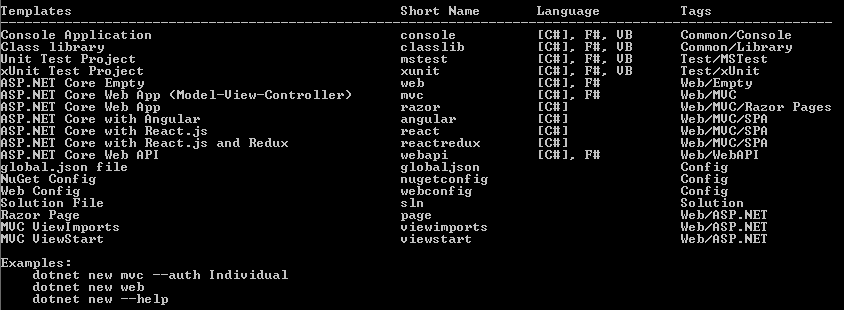 Templates                                         Short Name       Language          Tags
--------------------------------------------------------------------------------------------------------
Console Application                               console          [C#], F#, VB      Common/Console
Class library                                     classlib         [C#], F#, VB      Common/Library
Unit Test Project                                 mstest           [C#], F#, VB      Test/MSTest
xUnit Test Project                                xunit            [C#], F#, VB      Test/xUnit
ASP.NET Core Empty                                web              [C#], F#          Web/Empty
ASP.NET Core Web App (Model-View-Controller)      mvc              [C#], F#          Web/MVC
ASP.NET Core Web App                              razor            [C#]              Web/MVC/Razor Pages
ASP.NET Core with Angular                         angular          [C#]              Web/MVC/SPA
ASP.NET Core with React.js                        react            [C#]              Web/MVC/SPA
ASP.NET Core with React.js and Redux              reactredux       [C#]              Web/MVC/SPA
ASP.NET Core Web API                              webapi           [C#], F#          Web/WebAPI
global.json file                                  globaljson                         Config
NuGet Config                                      nugetconfig                        Config
Web Config                                        webconfig                          Config
Solution File                                     sln                                Solution
Razor Page                                        page                               Web/ASP.NET
MVC ViewImports                                   viewimports                        Web/ASP.NET
MVC ViewStart                                     viewstart                          Web/ASP.NET
Examples:
    dotnet new mvc --auth Individual
    dotnet new web
    dotnet new --help